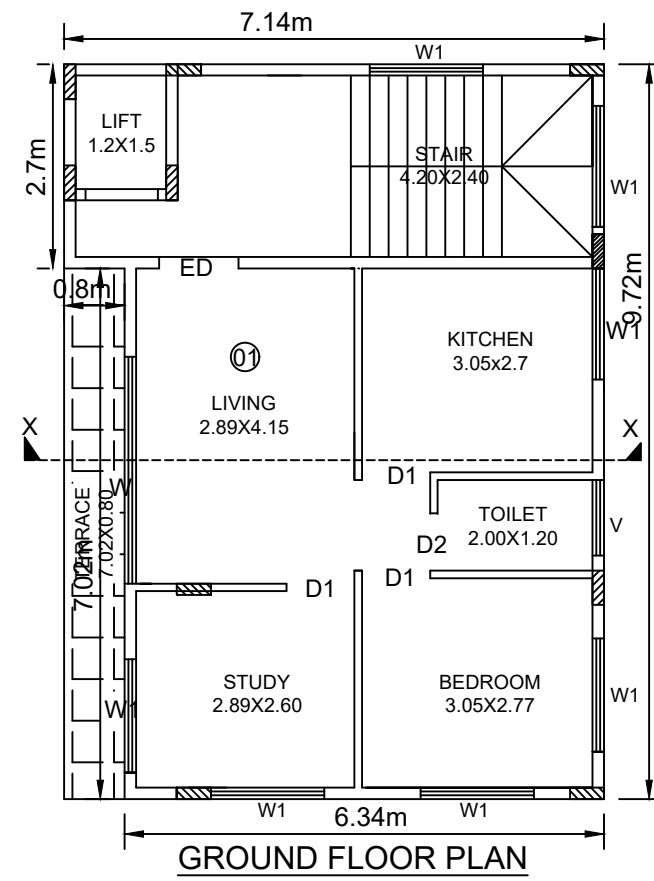 7.14m
W1
LIFT
1.2X1.5
STAIR
4.20X2.40
2.7m
W1
ED
0.8m
9.72m
W1
KITCHEN
3.05x2.7
01
LIVING
2.89X4.15
X
X
D1
W
TERRACE
7.02X0.80
7.02m
TOILET
2.00X1.20
V
D2
D1
D1
STUDY
2.89X2.60
BEDROOM
3.05X2.77
W1
W1
W1
W1
6.34m
GROUND FLOOR PLAN